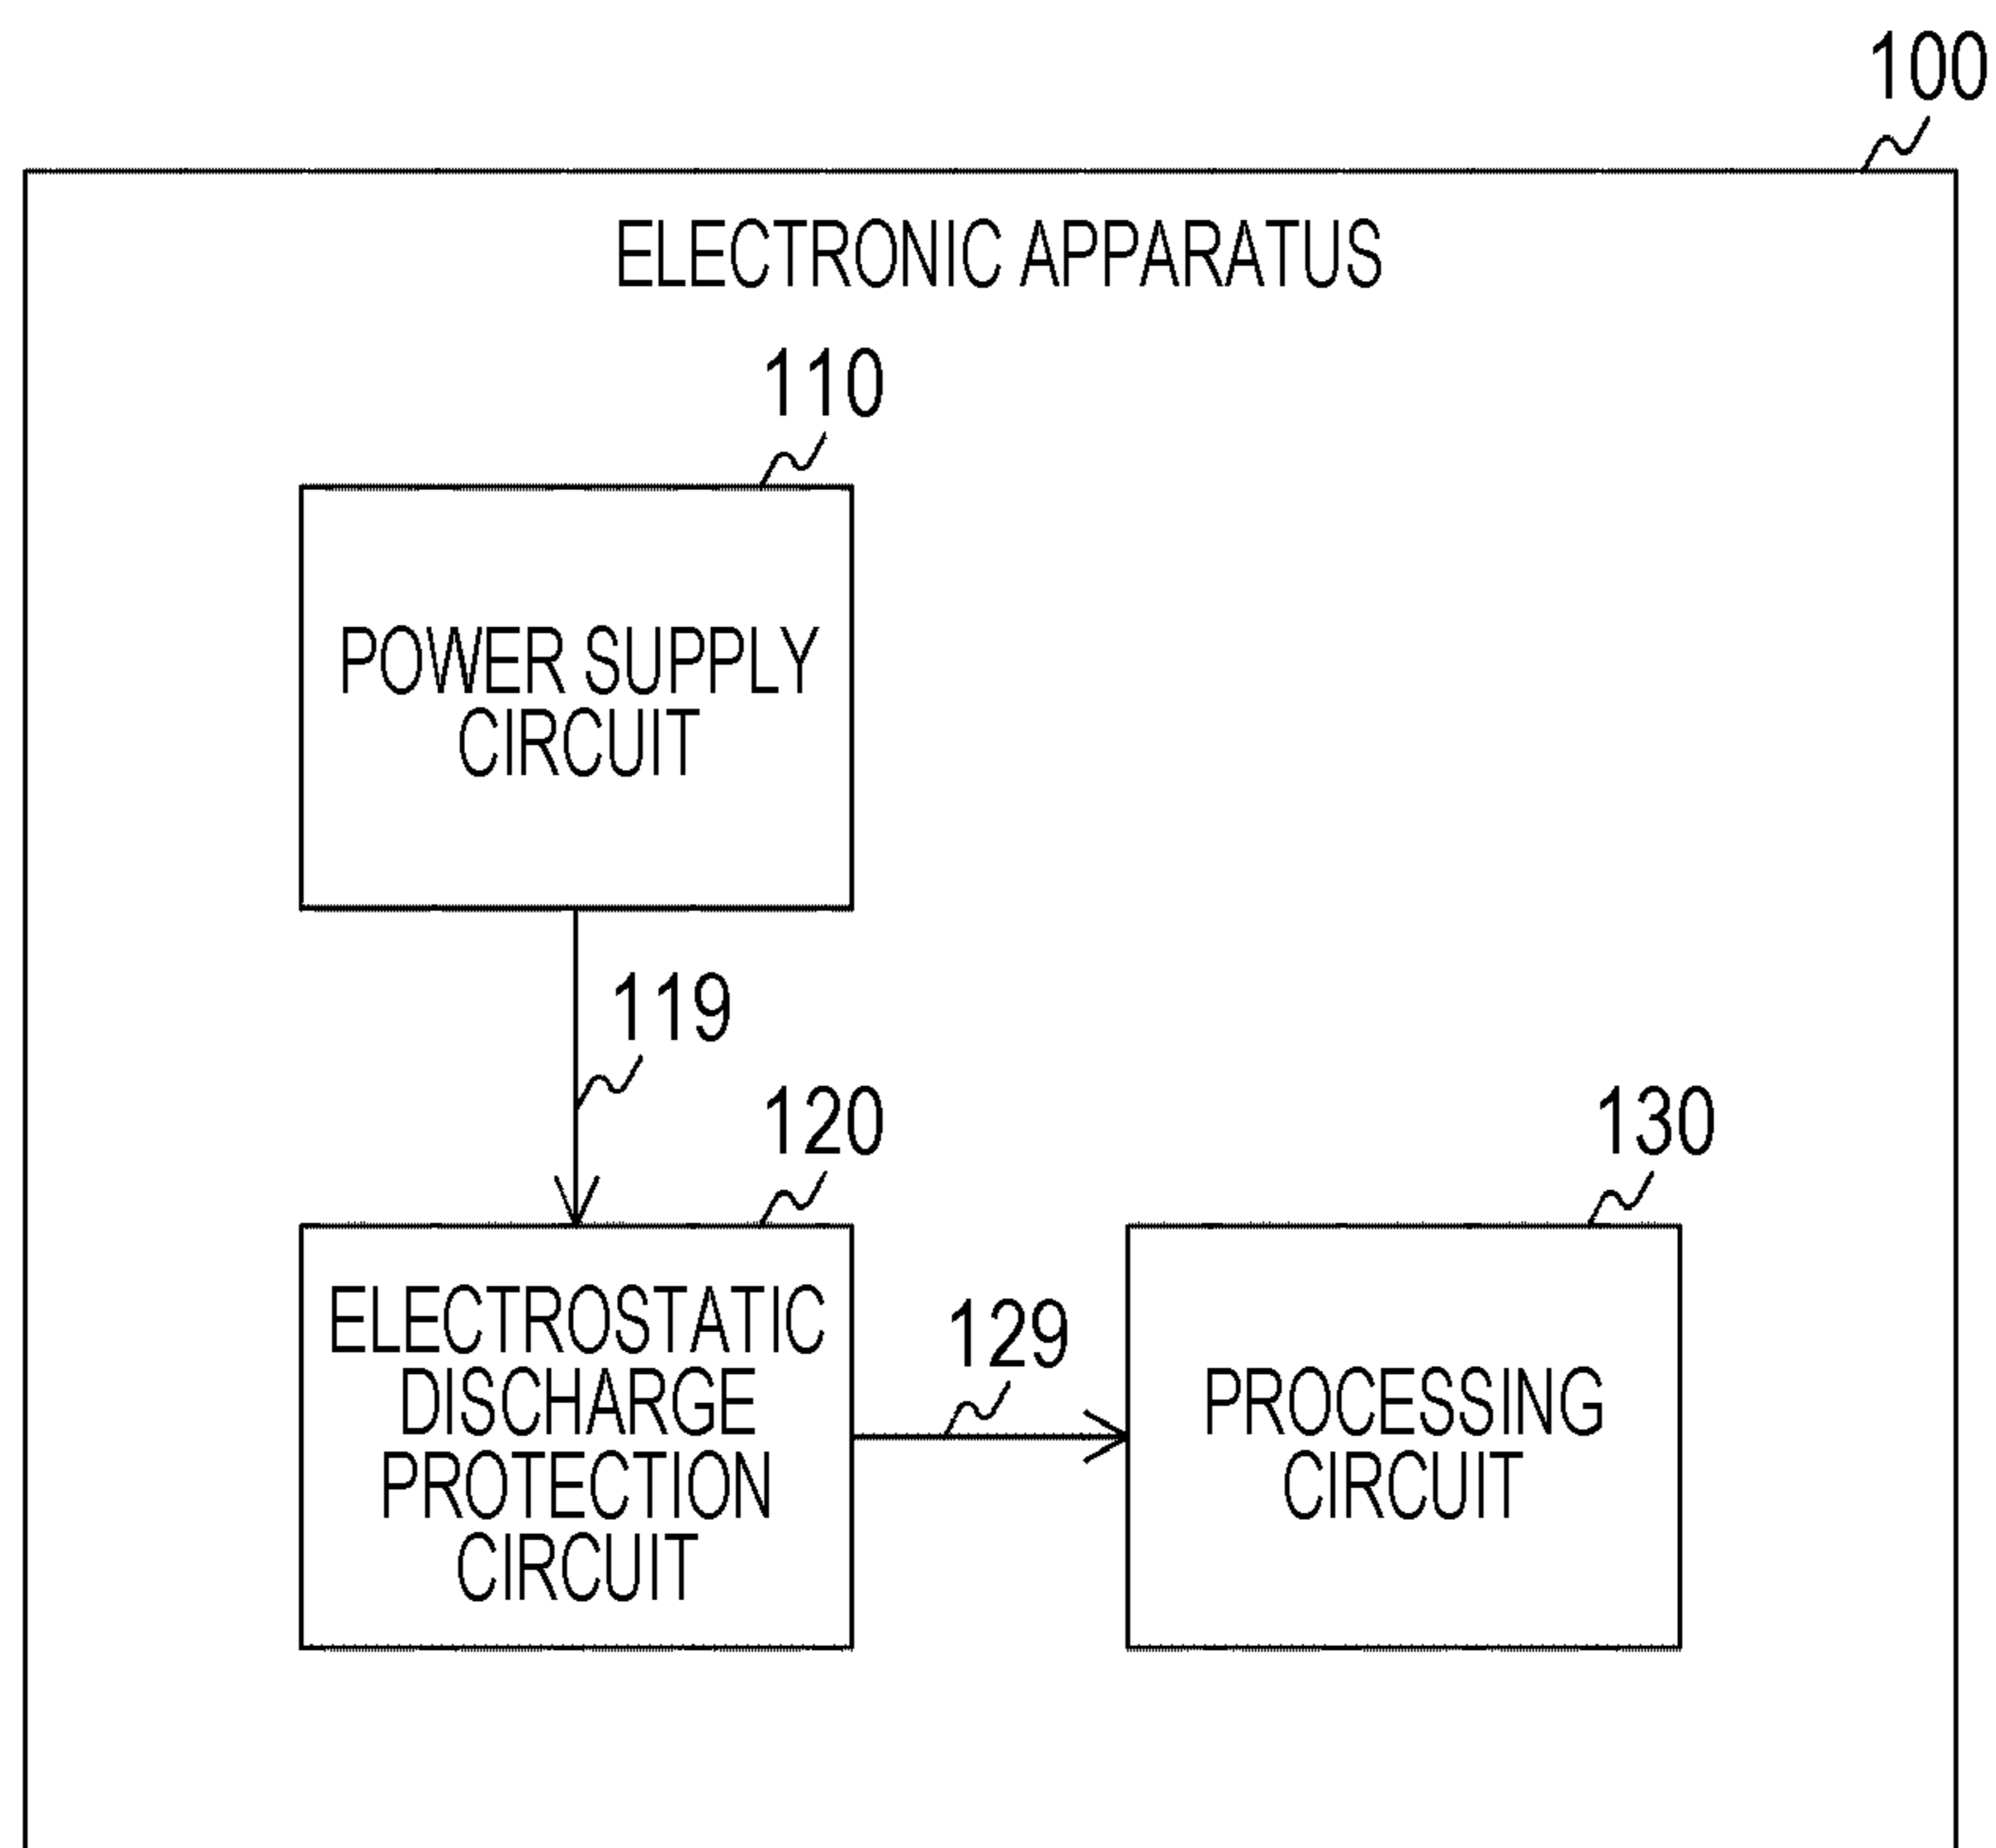 100
ELECTRONIC APPARATUS
110
POWER SUPPLY
CIRCUIT
119
120
130
ELECTROSTATIC
DISCHARGE
PROTECTION
CIRCUIT
129
PROCESSING
CIRCUIT